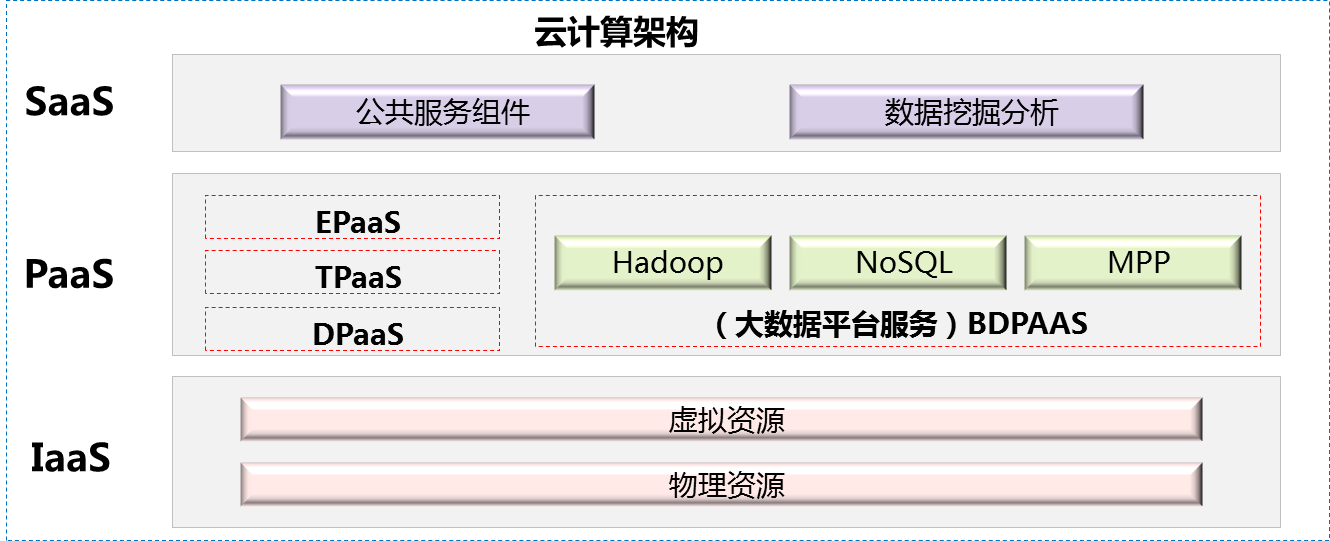 云计算架构
SaaS
公共服务组件
数据挖掘分析
PaaS
EPaaS
TPaaS
DPaaS
Hadoop
NoSQL
MPP
（大数据平台服务）BDPAAS
IaaS
虚拟资源
物理资源